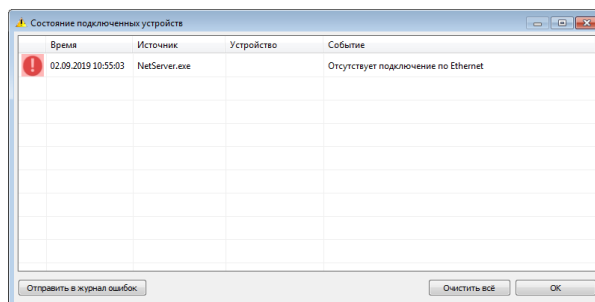 Состояние подключенных устройств
Время Источник Устройство Событие
02.09.2019 10:55:03 NetServer.exe Отсутствует подключение по Ethernet
Отправить в журнал ошибок Очистить всё OK